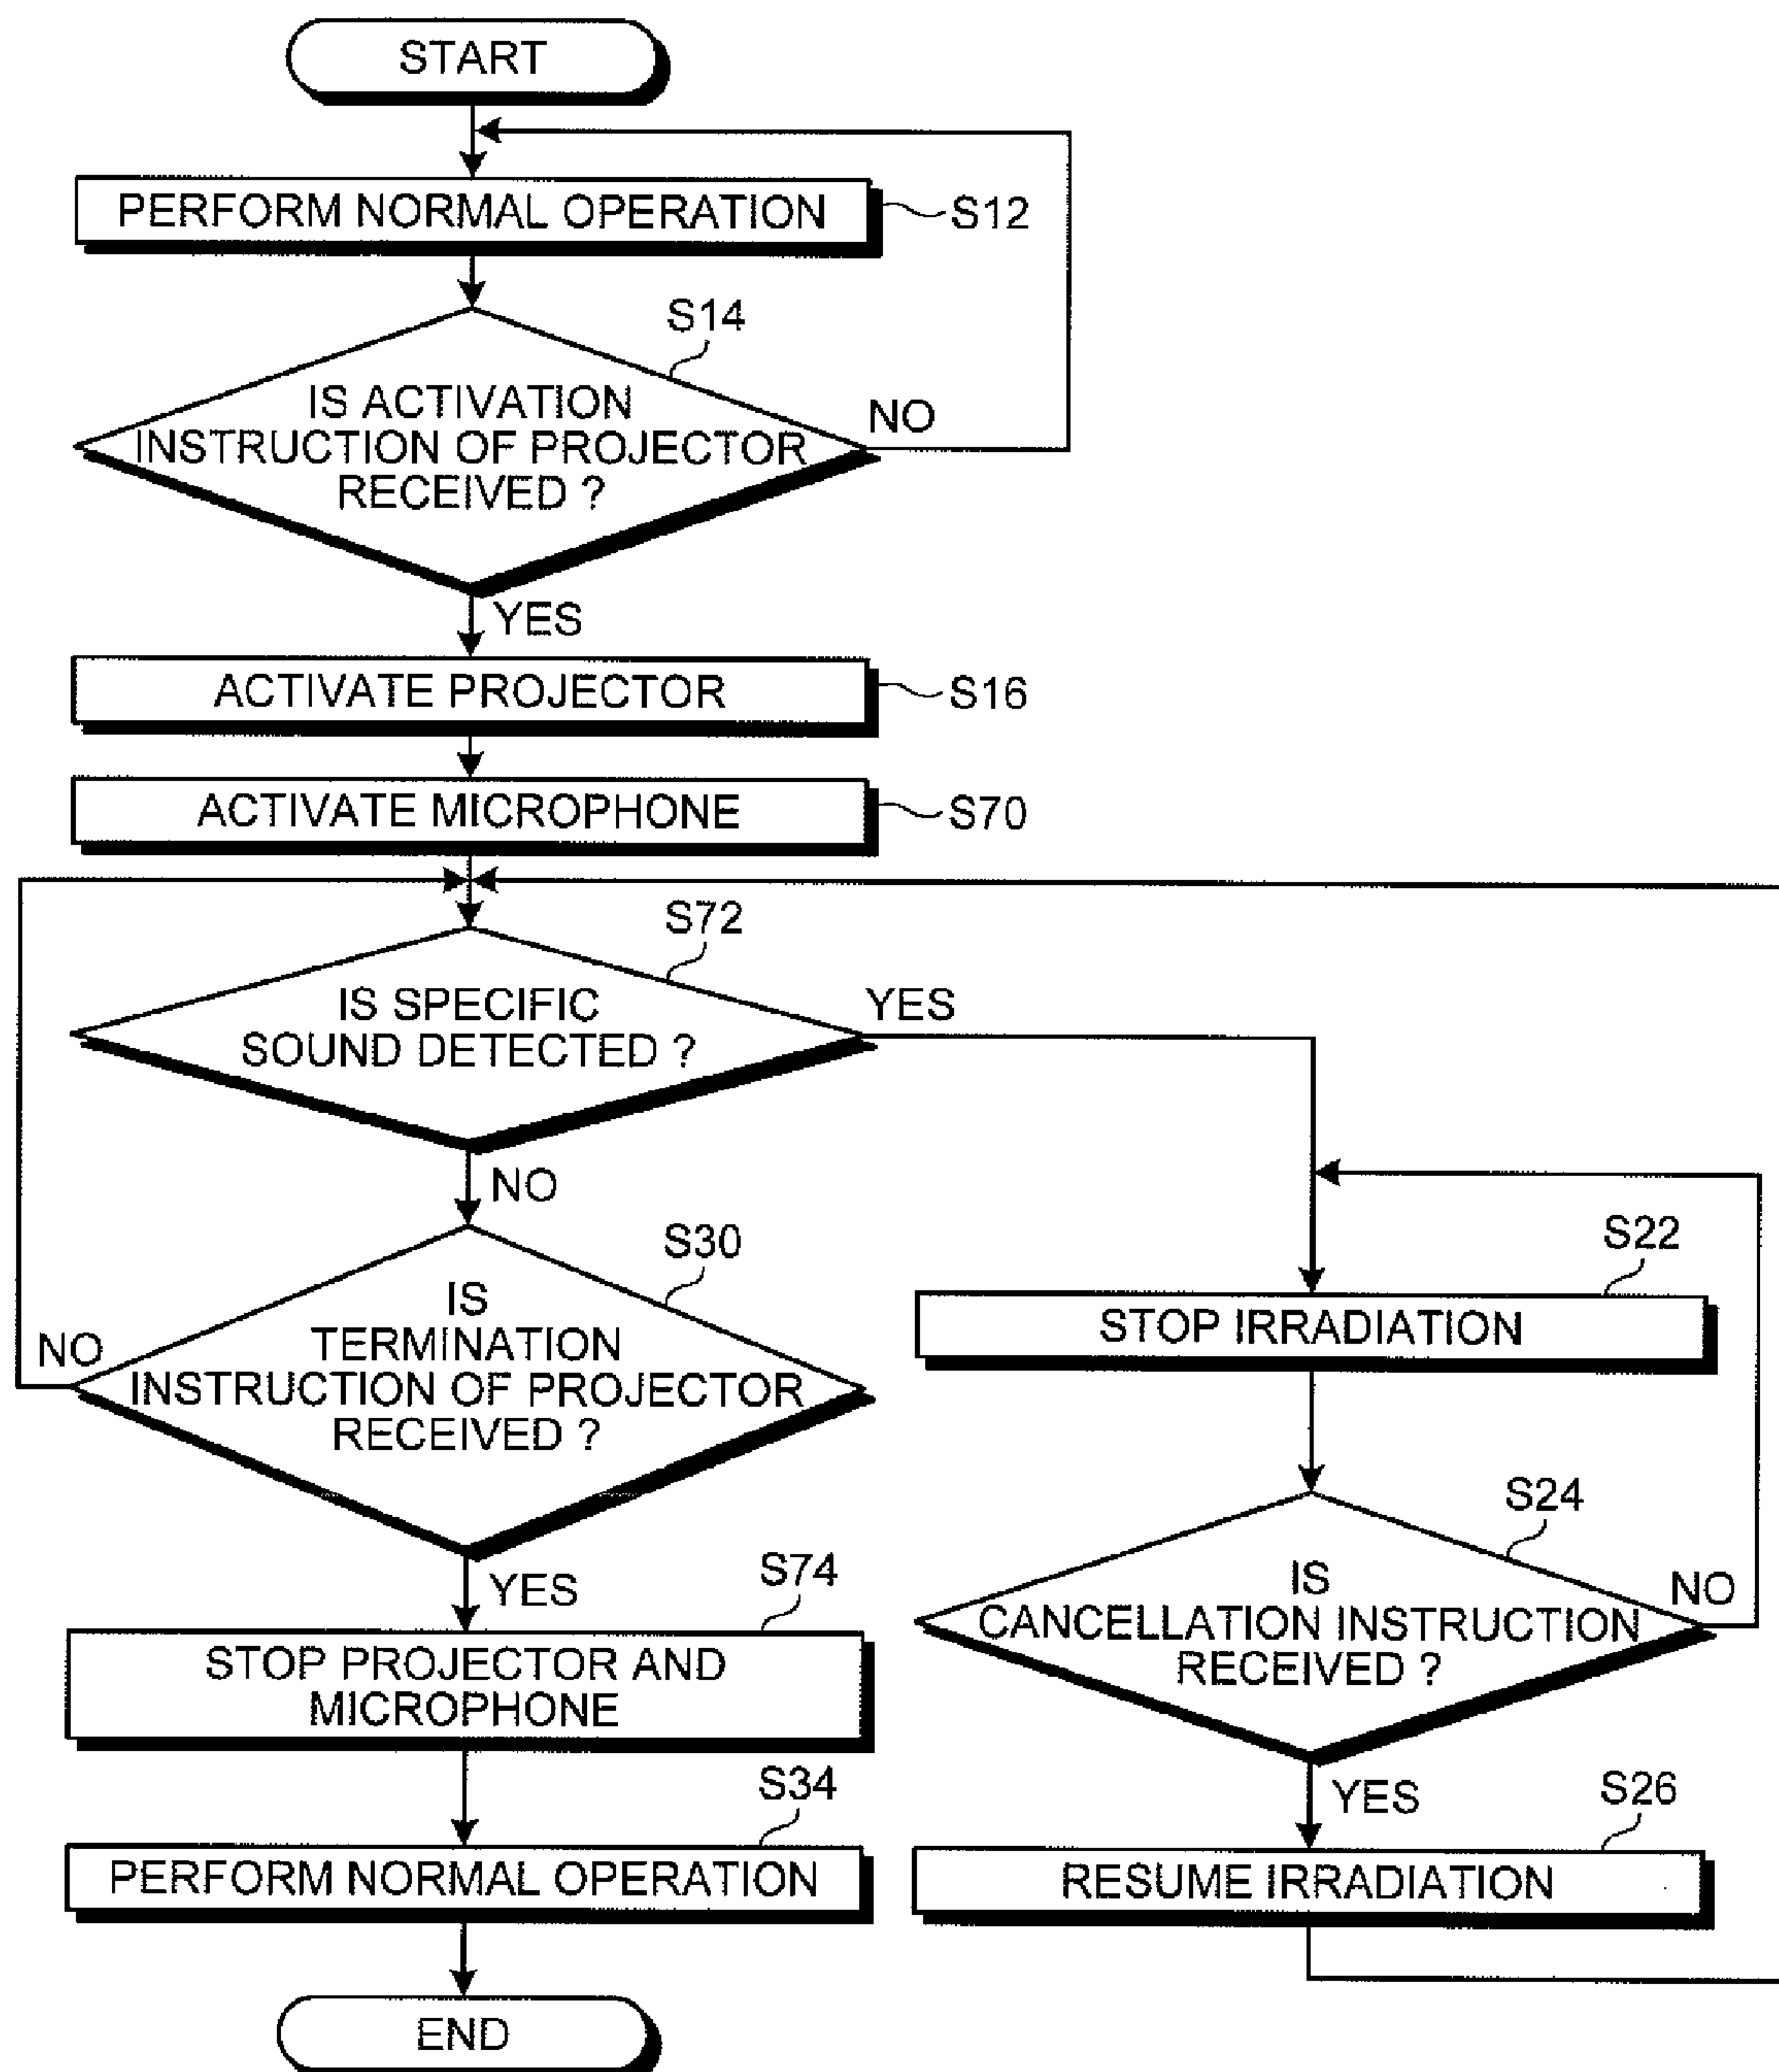 START
PERFORM NORMAL OPERATION
S12
S14
IS ACTIVATION
INSTRUCTION OF PROJECTOR
RECEIVED ?
NO
YES
ACTIVATE PROJECTOR
S16
ACTIVATE MICROPHONE
S70
S72
IS SPECIFIC
SOUND DETECTED ?
YES
NO
S30
IS
TERMINATION
INSTRUCTION OF PROJECTOR
RECEIVED ?
NO
YES
S22
STOP IRRADIATION
S24
IS
CANCELLATION INSTRUCTION
RECEIVED ?
NO
YES
S74
STOP PROJECTOR AND
MICROPHONE
S34
PERFORM NORMAL OPERATION
S26
RESUME IRRADIATION
END